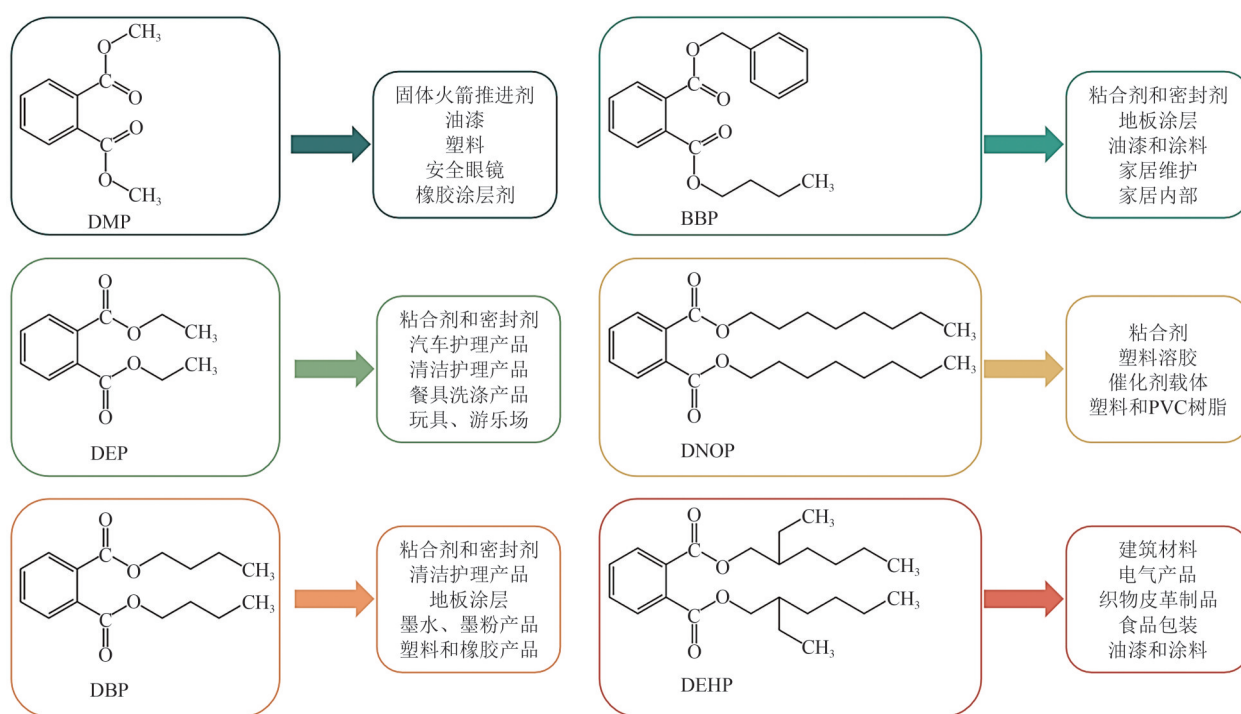 O
CH₃
C
O
O
C
O
CH₃
DMP
固体火箭推进剂
油漆
塑料
安全眼镜
橡胶涂层剂
O
C
O
O
C
O
CH₃
BBP
粘合剂和密封剂
地板涂层
油漆和涂料
家居维护
家居内部
O
C
O
CH₃
O
CH₃
C
O
DEP
粘合剂和密封剂
汽车护理产品
清洁护理产品
餐具洗涤产品
玩具、游乐场
O
C
O
CH₃
O
CH₃
C
O
DNOP
粘合剂
塑料溶胶
催化剂载体
塑料和PVC树脂
O
C
O
CH₃
O
CH₃
C
O
DBP
粘合剂和密封剂
清洁护理产品
地板涂层
墨水、墨粉产品
塑料和橡胶产品
CH₃
O
C
O
CH₃
O
CH₃
C
O
CH₃
DEHP
建筑材料
电气产品
织物皮革制品
食品包装
油漆和涂料